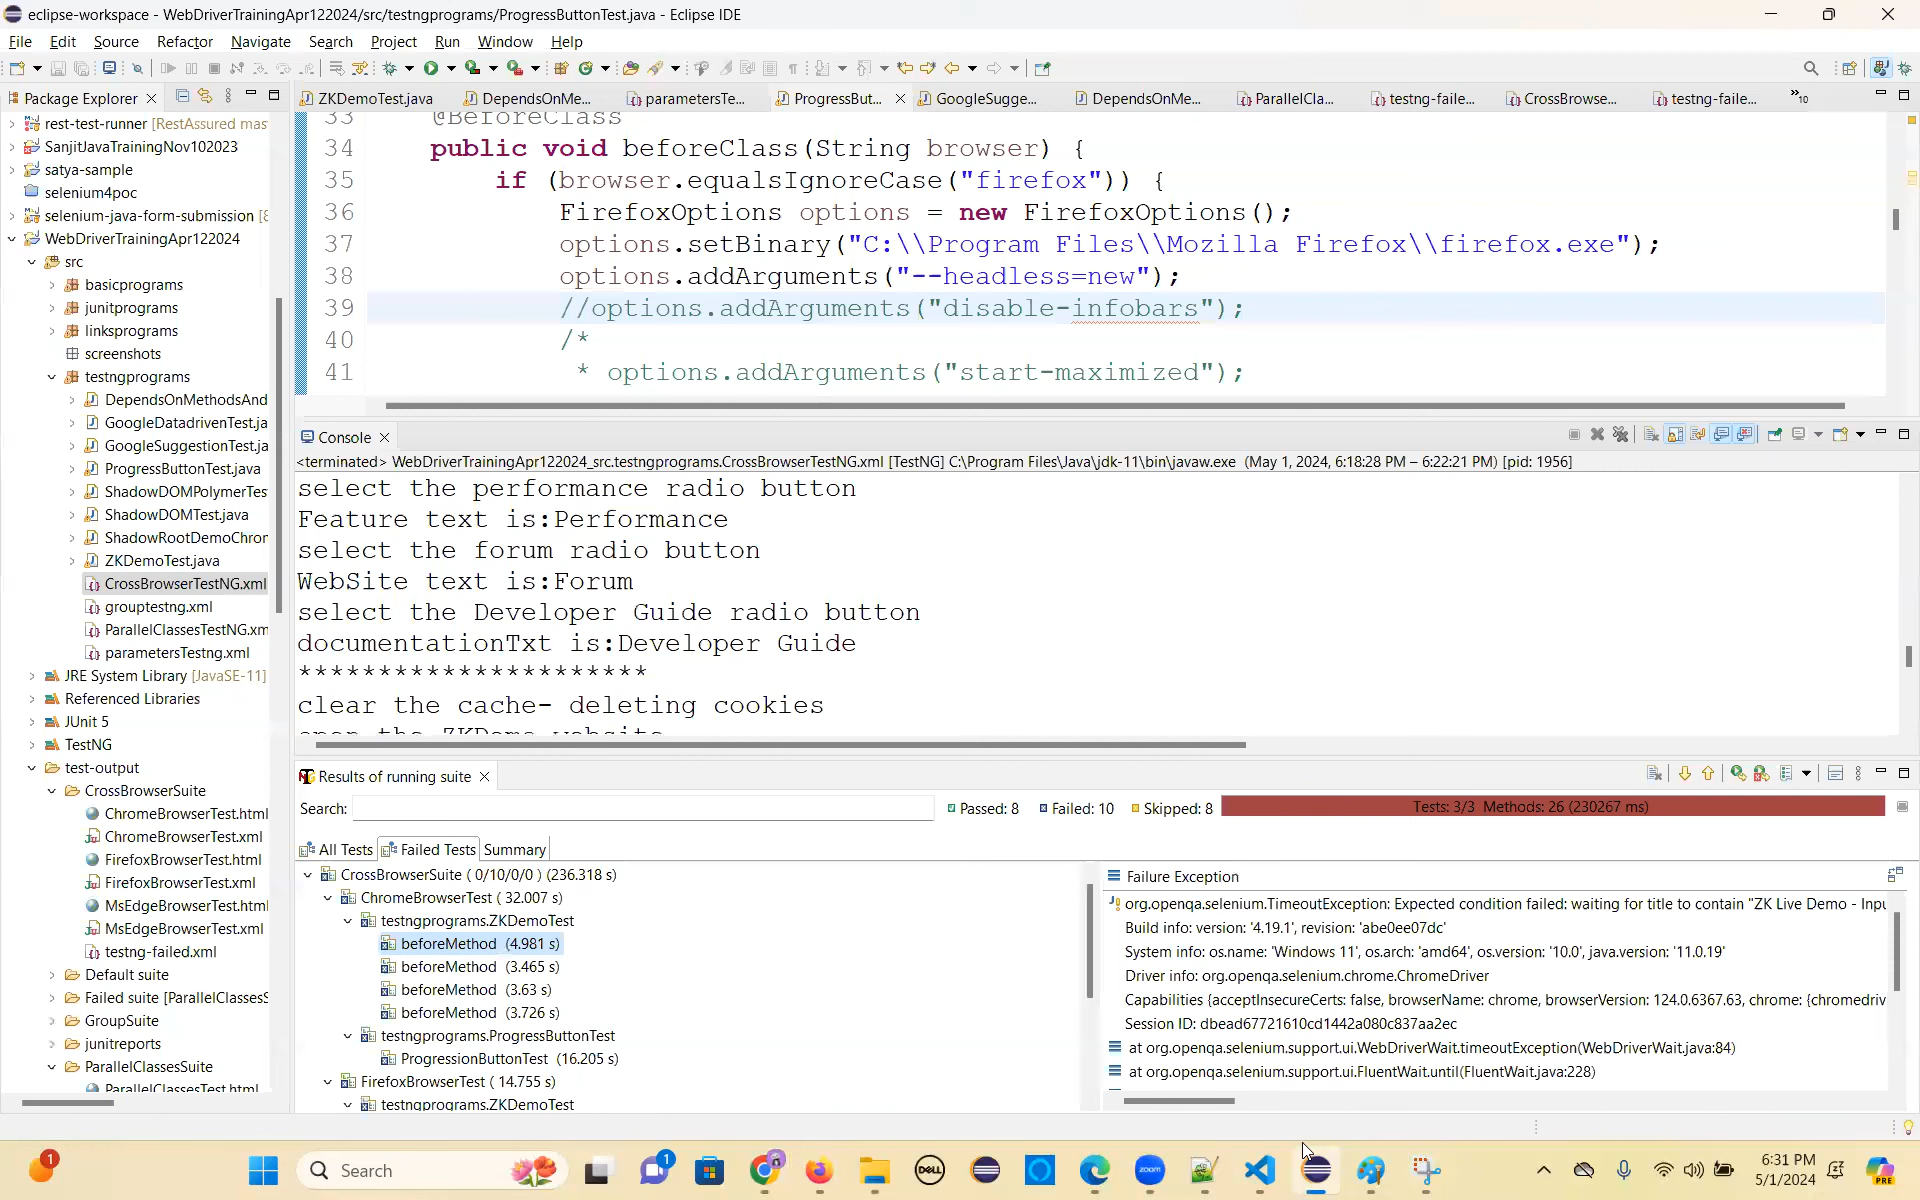 eclipse-workspace - WebDriverTrainingApr122024/src/testngprograms/ProgressButtonTest.java - Eclipse IDE
File Edit Source Refactor Navigate Search Project Run Window Help
Package Explorer
rest-test-runner [RestAssured mas
SanjitJavaTrainingNov102023
satya-sample
selenium4poc
selenium-java-form-submission [8
WebDriverTrainingApr122024
src
basicprograms
junitprograms
linksprograms
screenshots
testngprograms
DependsOnMethodsAnd
GoogleDatadrivenTest.ja
GoogleSuggestionTest.ja
ProgressButtonTest.java
ShadowDOMPolymerTes
ShadowDOMTest.java
ShadowRootDemoChron
ZKDemoTest.java
CrossBrowserTestNG.xml
grouptestng.xml
ParallelClassesTestNG.xm
parametersTestng.xml
JRE System Library [JavaSE-11]
Referenced Libraries
JUnit 5
TestNG
test-output
CrossBrowserSuite
ChromeBrowserTest.html
ChromeBrowserTest.xml
FirefoxBrowserTest.html
FirefoxBrowserTest.xml
MsEdgeBrowserTest.html
MsEdgeBrowserTest.xml
testng-failed.xml
Default suite
Failed suite [ParallelClassesS
GroupSuite
junitreports
ParallelClassesSuite
ParallelClassesTest.html
ZKDemoTest.java DependsOnMe... parametersTe... ProgressBut... GoogleSugge... DependsOnMe... ParallelCla... testng-faile... CrossBrowse... testng-faile... »10
33 @BeforeClass
34 public void beforeClass(String browser) {
35 if (browser.equalsIgnoreCase("firefox")) {
36 FirefoxOptions options = new FirefoxOptions();
37 options.setBinary("C:\\Program Files\\Mozilla Firefox\\firefox.exe");
38 options.addArguments("--headless=new");
39 //options.addArguments("disable-infobars");
40 /*
41 * options.addArguments("start-maximized");
Console
<terminated> WebDriverTrainingApr122024_src.testngprograms.CrossBrowserTestNG.xml [TestNG] C:\Program Files\Java\jdk-11\bin\javaw.exe (May 1, 2024, 6:18:28 PM – 6:22:21 PM) [pid: 1956]
select the performance radio button
Feature text is:Performance
select the forum radio button
WebSite text is:Forum
select the Developer Guide radio button
documentationTxt is:Developer Guide
**********************
clear the cache- deleting cookies
open the ZKDemo website
Results of running suite
Search: Passed: 8 Failed: 10 Skipped: 8 Tests: 3/3 Methods: 26 (230267 ms)
All Tests Failed Tests Summary
CrossBrowserSuite ( 0/10/0/0 ) (236.318 s)
ChromeBrowserTest ( 32.007 s)
testngprograms.ZKDemoTest
beforeMethod (4.981 s)
beforeMethod (3.465 s)
beforeMethod (3.63 s)
beforeMethod (3.726 s)
testngprograms.ProgressButtonTest
ProgressionButtonTest (16.205 s)
FirefoxBrowserTest ( 14.755 s)
testngprograms.ZKDemoTest
Failure Exception
org.openqa.selenium.TimeoutException: Expected condition failed: waiting for title to contain "ZK Live Demo - Inpu
Build info: version: '4.19.1', revision: 'abe0ee07dc'
System info: os.name: 'Windows 11', os.arch: 'amd64', os.version: '10.0', java.version: '11.0.19'
Driver info: org.openqa.selenium.chrome.ChromeDriver
Capabilities {acceptInsecureCerts: false, browserName: chrome, browserVersion: 124.0.6367.63, chrome: {chromedriv
Session ID: dbead67721610cd1442a080c837aa2ec
at org.openqa.selenium.support.ui.WebDriverWait.timeoutException(WebDriverWait.java:84)
at org.openqa.selenium.support.ui.FluentWait.until(FluentWait.java:228)
1
Search
1
DELL
zoom
6:31 PM
5/1/2024
PRE